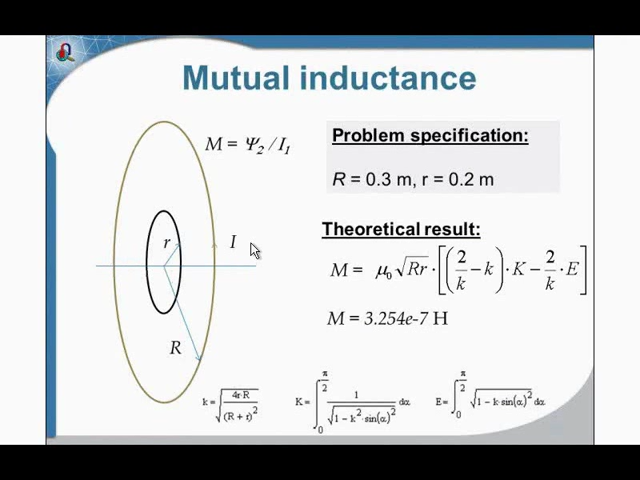 Mutual inductance
M = Ψ₂ / I₁
Problem specification:
R = 0.3 m, r = 0.2 m
Theoretical result:
M = μ₀ √Rr · [(2/k − k) · K − 2/k · E]
M = 3.254e-7 H
r
I
R
k = √(4r·R / (R + r)²)
K = ∫₀^(π/2) 1 / √(1 − k²·sin(α)²) dα
E = ∫₀^(π/2) √(1 − k·sin(α)²) dα